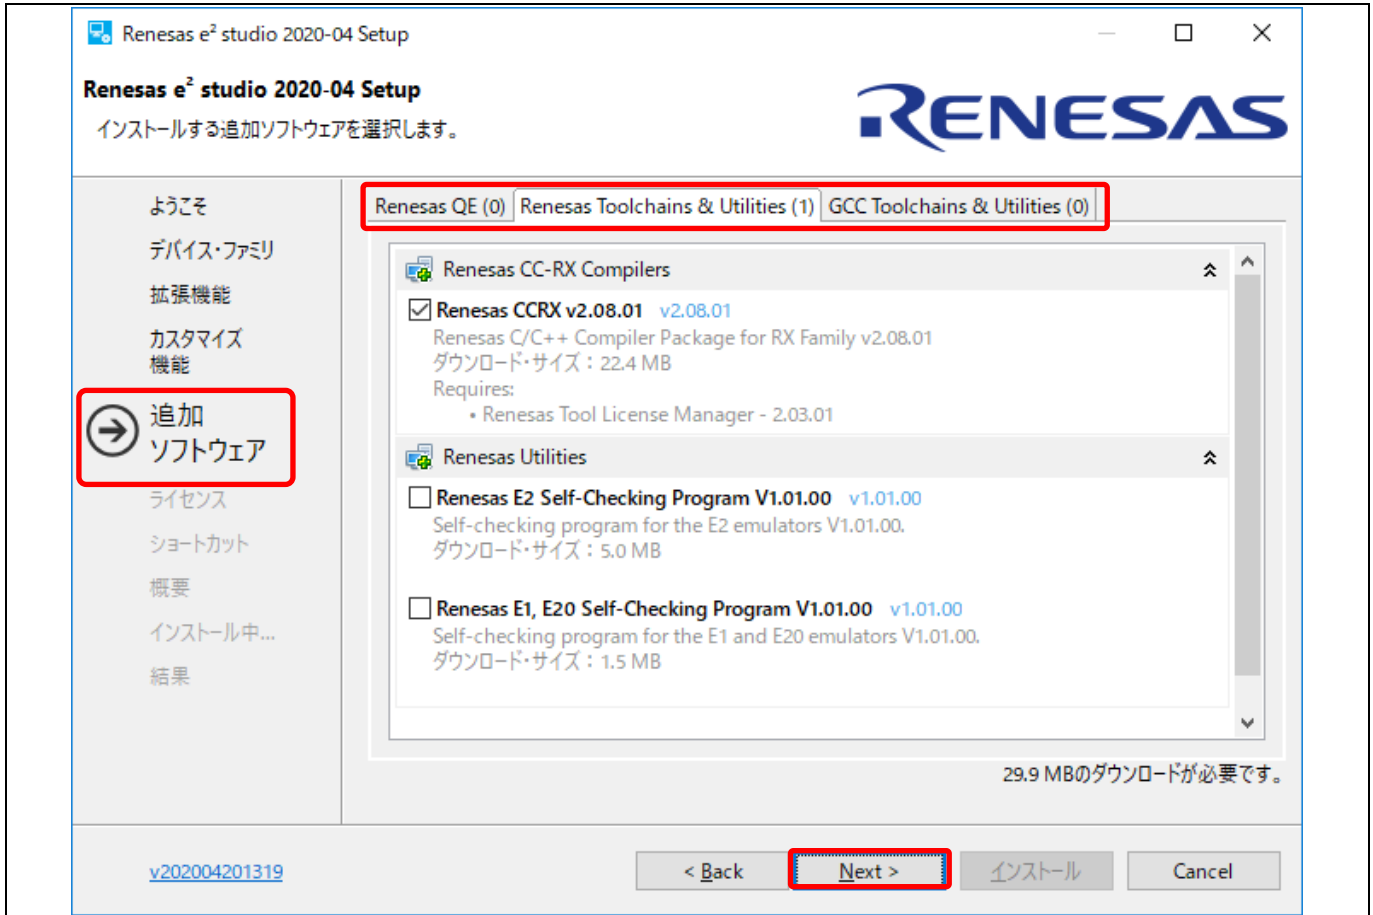 Renesas e² studio 2020-04 Setup
Renesas e² studio 2020-04 Setup
インストールする追加ソフトウェアを選択します。
RENESAS
ようこそ
デバイス・ファミリ
拡張機能
カスタマイズ
機能
追加
ソフトウェア
ライセンス
ショートカット
概要
インストール中...
結果
Renesas QE (0) Renesas Toolchains & Utilities (1) GCC Toolchains & Utilities (0)
Renesas CC-RX Compilers
Renesas CCRX v2.08.01 v2.08.01
Renesas C/C++ Compiler Package for RX Family v2.08.01
ダウンロード・サイズ：22.4 MB
Requires:
• Renesas Tool License Manager - 2.03.01
Renesas Utilities
Renesas E2 Self-Checking Program V1.01.00 v1.01.00
Self-checking program for the E2 emulators V1.01.00.
ダウンロード・サイズ：5.0 MB
Renesas E1, E20 Self-Checking Program V1.01.00 v1.01.00
Self-checking program for the E1 and E20 emulators V1.01.00.
ダウンロード・サイズ：1.5 MB
29.9 MBのダウンロードが必要です。
v202004201319
< Back
Next >
インストール
Cancel